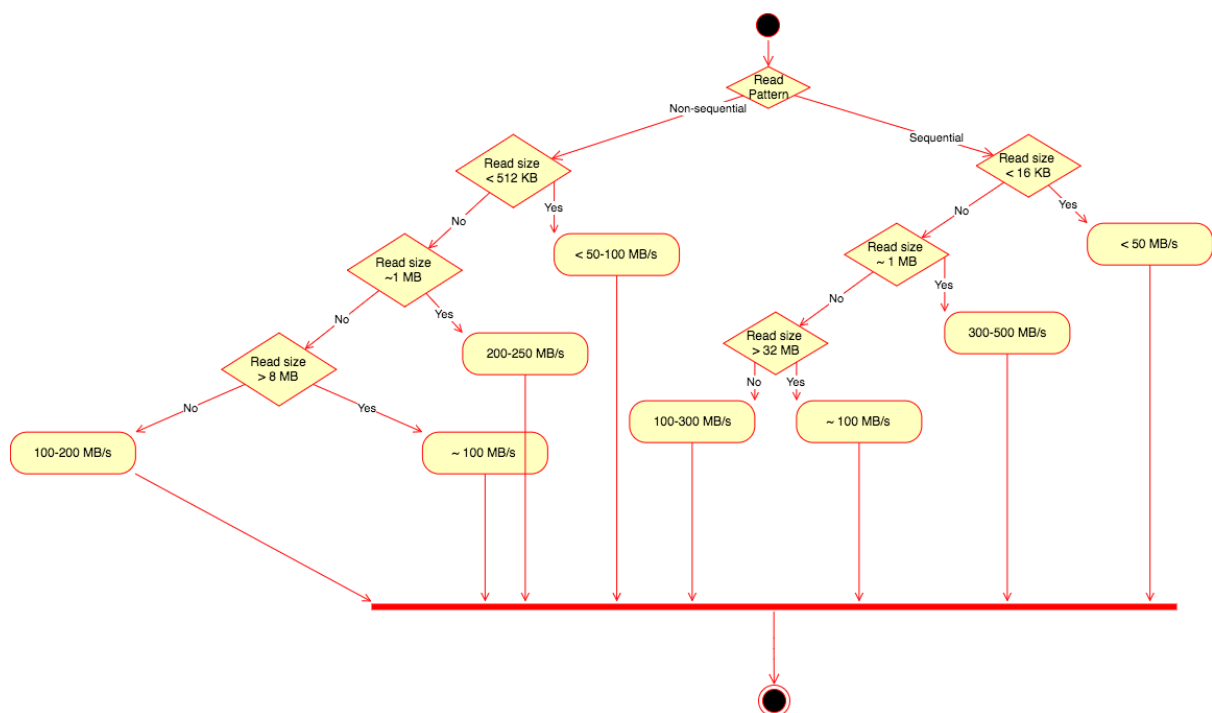 Read
Pattern
Non-sequential
Sequential
Read size
< 512 KB
Read size
< 16 KB
No
Yes
No
Yes
Read size
~1 MB
< 50-100 MB/s
Read size
~ 1 MB
< 50 MB/s
No
Yes
No
Yes
Read size
> 8 MB
200-250 MB/s
Read size
> 32 MB
300-500 MB/s
No
Yes
No
Yes
100-200 MB/s
~ 100 MB/s
100-300 MB/s
~ 100 MB/s